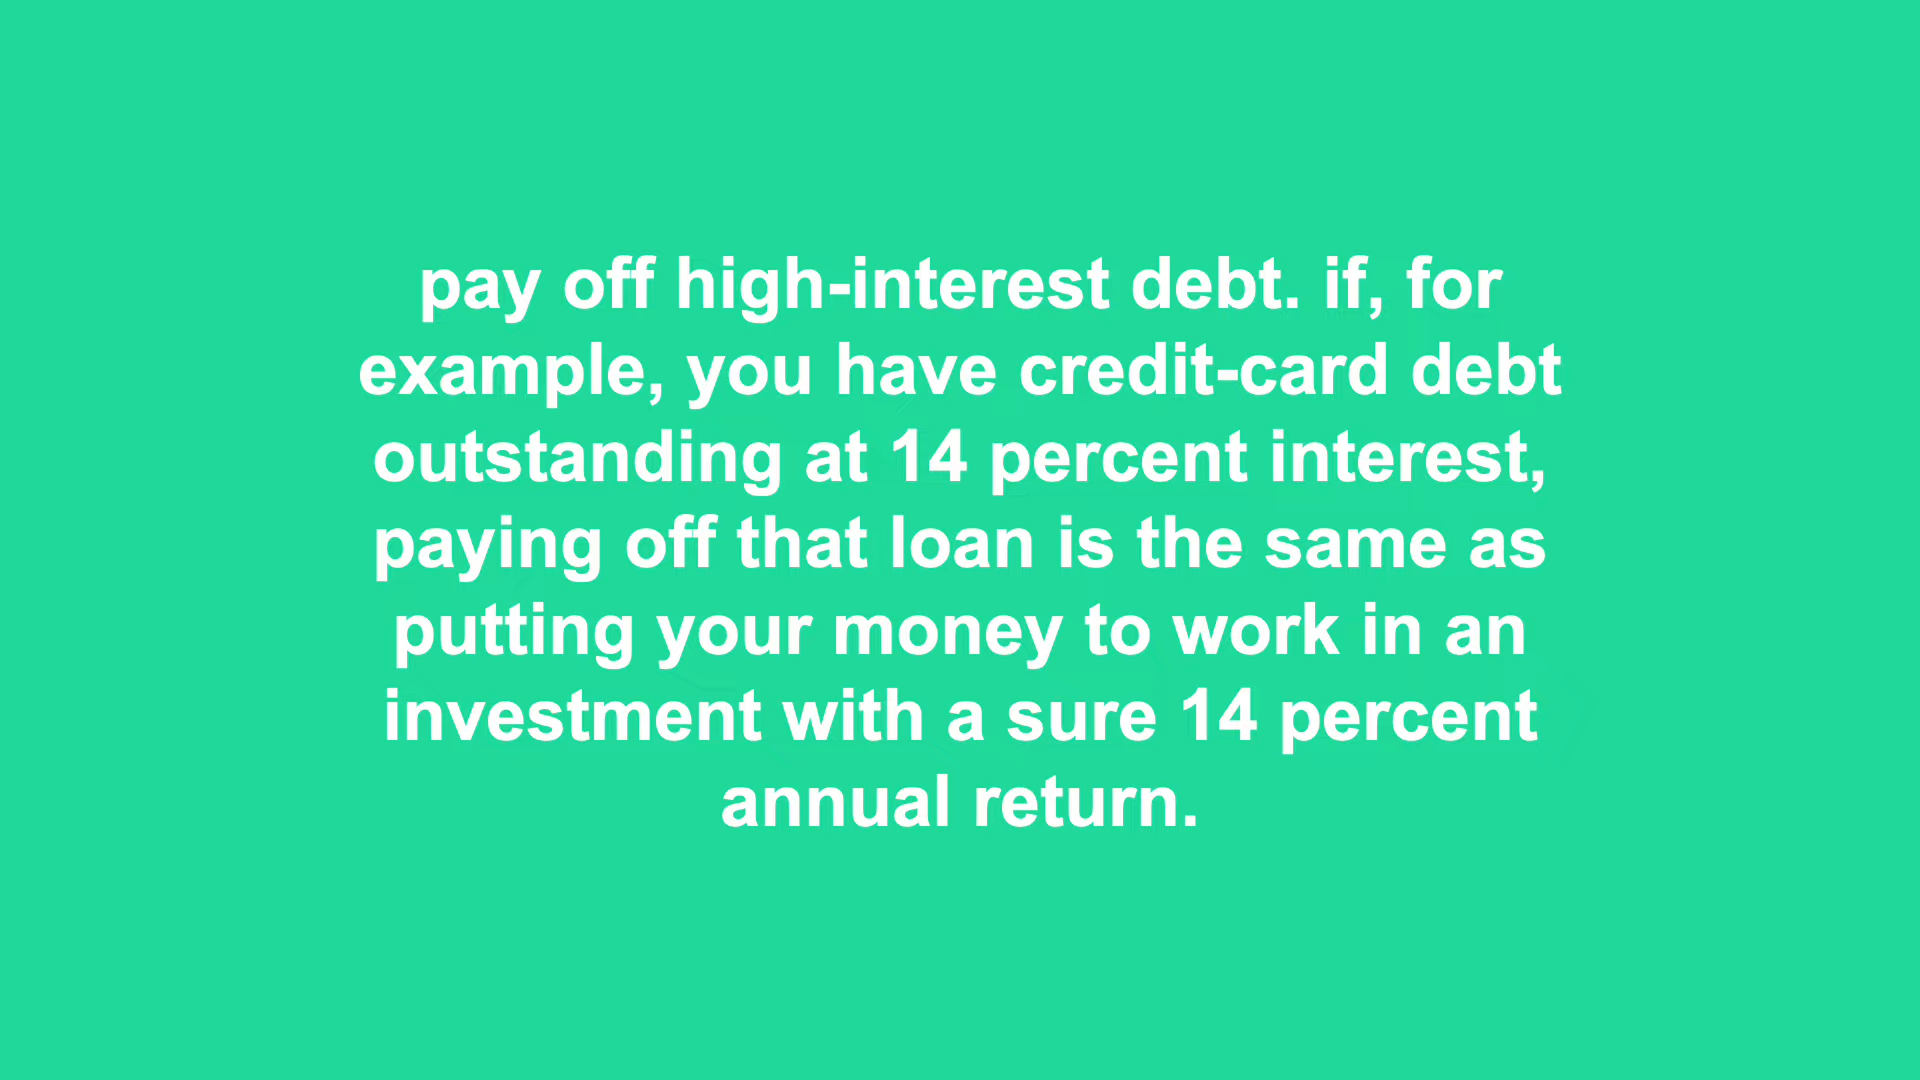 pay off high-interest debt. if, for
example, you have credit-card debt
outstanding at 14 percent interest,
paying off that loan is the same as
putting your money to work in an
investment with a sure 14 percent
annual return.